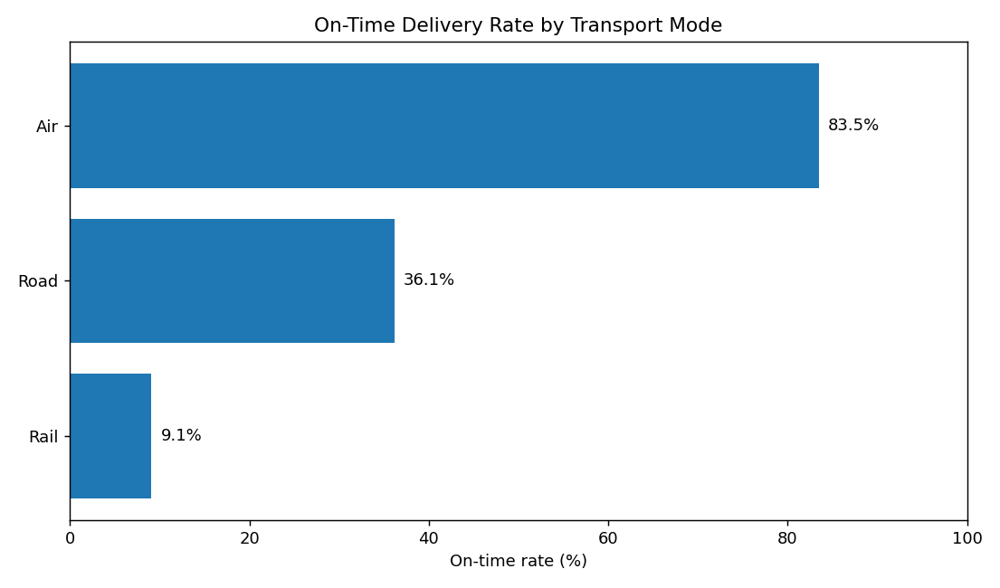 On-Time Delivery Rate by Transport Mode
Air
83.5%
Road
36.1%
Rail
9.1%
0 20 40 60 80 100
On-time rate (%)